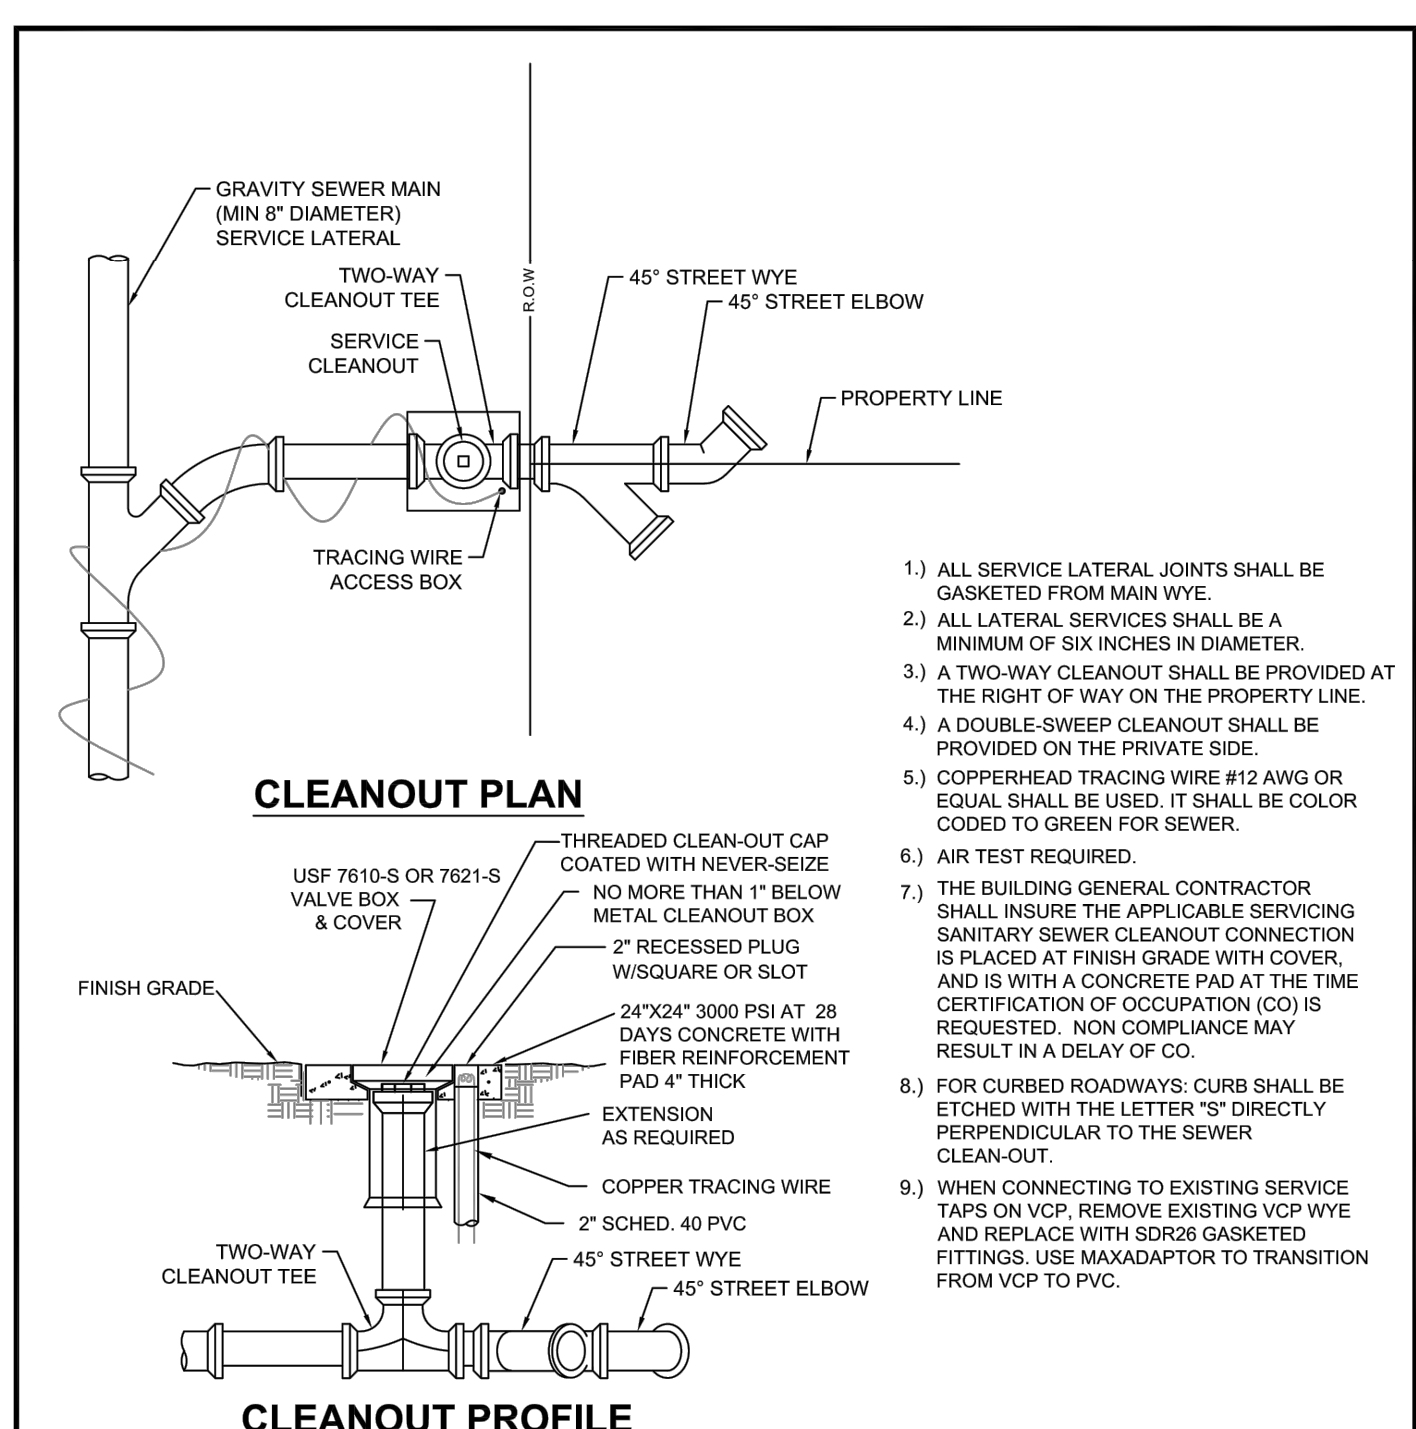 GRAVITY SEWER MAIN
(MIN 8" DIAMETER)
SERVICE LATERAL
TWO-WAY
CLEANOUT TEE
SERVICE
CLEANOUT
R.O.W
45° STREET WYE
45° STREET ELBOW
PROPERTY LINE
TRACING WIRE
ACCESS BOX
CLEANOUT PLAN
THREADED CLEAN-OUT CAP
COATED WITH NEVER-SEIZE
USF 7610-S OR 7621-S
VALVE BOX
& COVER
NO MORE THAN 1" BELOW
METAL CLEANOUT BOX
2" RECESSED PLUG
W/SQUARE OR SLOT
FINISH GRADE
24"X24" 3000 PSI AT 28
DAYS CONCRETE WITH
FIBER REINFORCEMENT
PAD 4" THICK
EXTENSION
AS REQUIRED
COPPER TRACING WIRE
2" SCHED. 40 PVC
TWO-WAY
CLEANOUT TEE
45° STREET WYE
45° STREET ELBOW
CLEANOUT PROFILE
1.) ALL SERVICE LATERAL JOINTS SHALL BE
GASKETED FROM MAIN WYE.
2.) ALL LATERAL SERVICES SHALL BE A
MINIMUM OF SIX INCHES IN DIAMETER.
3.) A TWO-WAY CLEANOUT SHALL BE PROVIDED AT
THE RIGHT OF WAY ON THE PROPERTY LINE.
4.) A DOUBLE-SWEEP CLEANOUT SHALL BE
PROVIDED ON THE PRIVATE SIDE.
5.) COPPERHEAD TRACING WIRE #12 AWG OR
EQUAL SHALL BE USED. IT SHALL BE COLOR
CODED TO GREEN FOR SEWER.
6.) AIR TEST REQUIRED.
7.) THE BUILDING GENERAL CONTRACTOR
SHALL INSURE THE APPLICABLE SERVICING
SANITARY SEWER CLEANOUT CONNECTION
IS PLACED AT FINISH GRADE WITH COVER,
AND IS WITH A CONCRETE PAD AT THE TIME
CERTIFICATION OF OCCUPATION (CO) IS
REQUESTED. NON COMPLIANCE MAY
RESULT IN A DELAY OF CO.
8.) FOR CURBED ROADWAYS: CURB SHALL BE
ETCHED WITH THE LETTER "S" DIRECTLY
PERPENDICULAR TO THE SEWER
CLEAN-OUT.
9.) WHEN CONNECTING TO EXISTING SERVICE
TAPS ON VCP, REMOVE EXISTING VCP WYE
AND REPLACE WITH SDR26 GASKETED
FITTINGS. USE MAXADAPTOR TO TRANSITION
FROM VCP TO PVC.